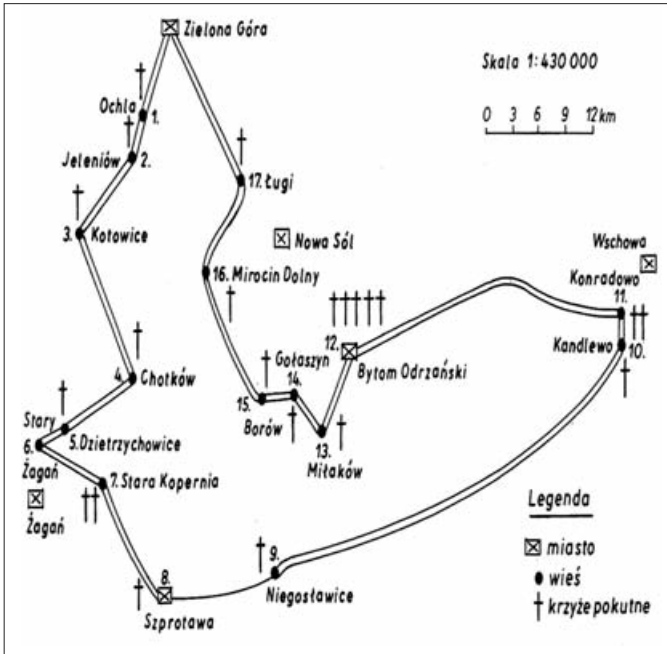 Zielona Góra
Skala 1:430 000
0 3 6 9 12 km
Ochla
1.
Jeleniów
2.
17. Ługi
3.
Kotowice
Nowa Sól
Wschowa
Konradowo
16. Mirocin Dolny
11.
12.
Bytom Odrzański
Kandlewo
10.
Gołaszyn
14.
4.
Chotków
15.
Borów
13.
Miłaków
Stary
5. Dzietrzychowice
6.
Żagań
7. Stara Kopernia
Żagań
Legenda
miasto
wieś
krzyże pokutne
9.
Niegosławice
8.
Szprotawa